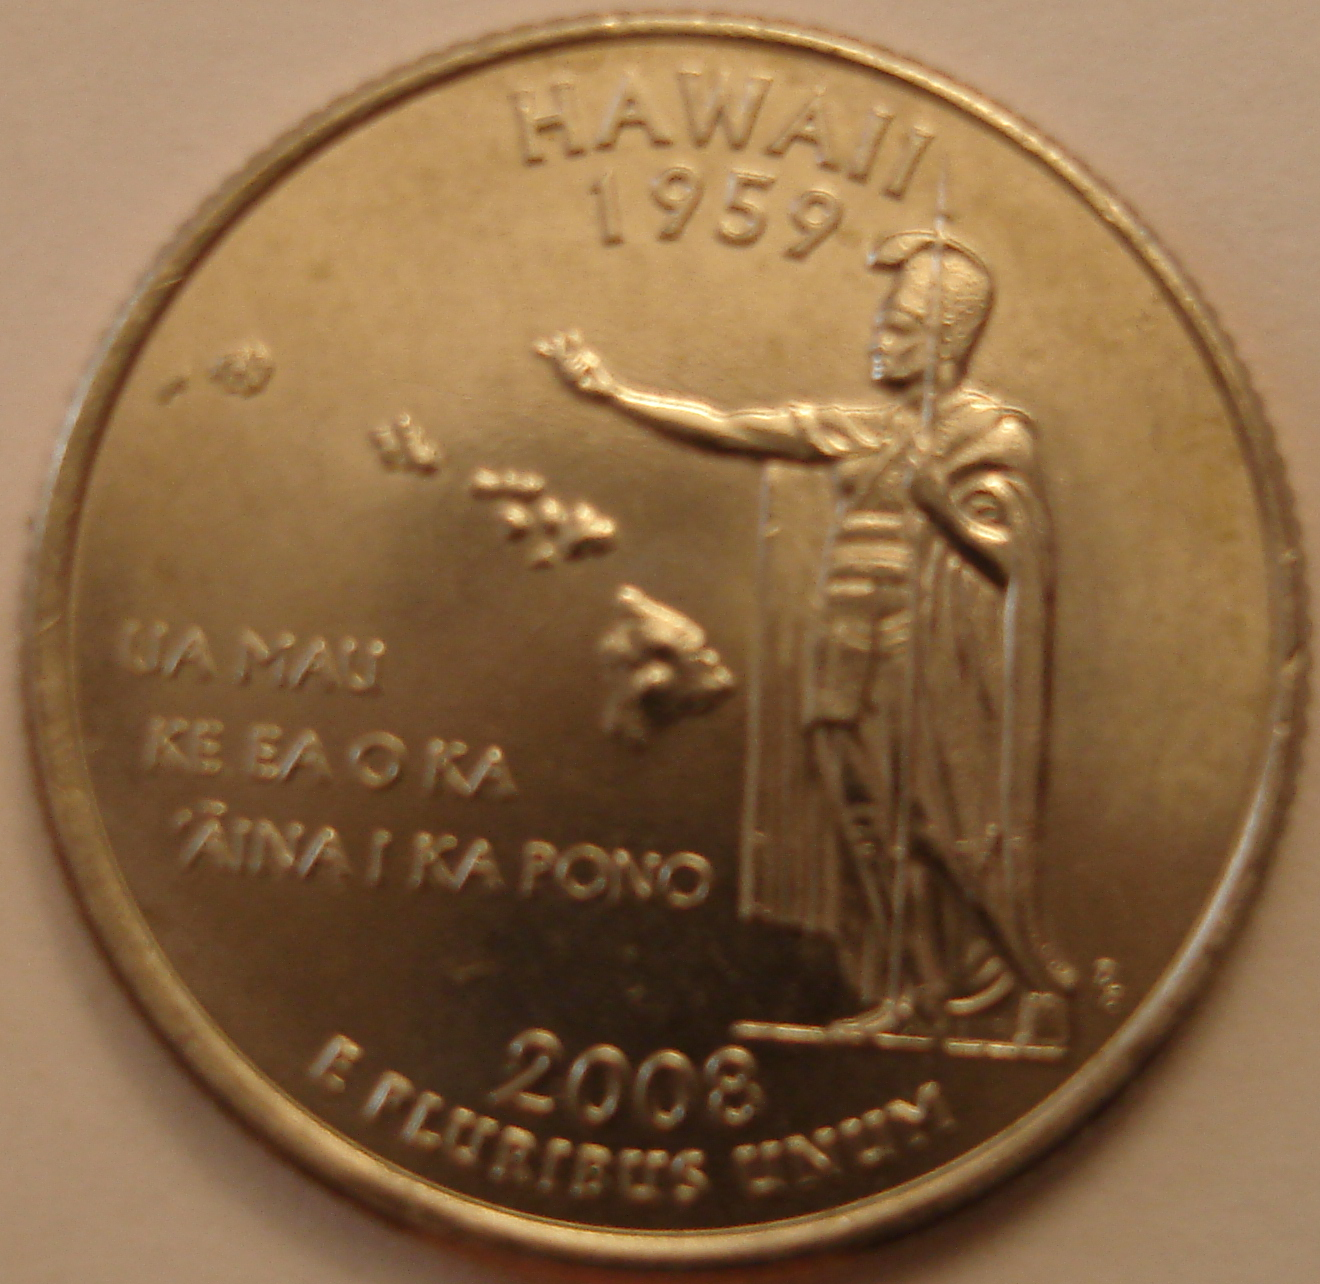 HAWAII
1959
UA MAU
KE EA O KA
ʻĀINA I KA PONO
2008
E PLURIBUS UNUM